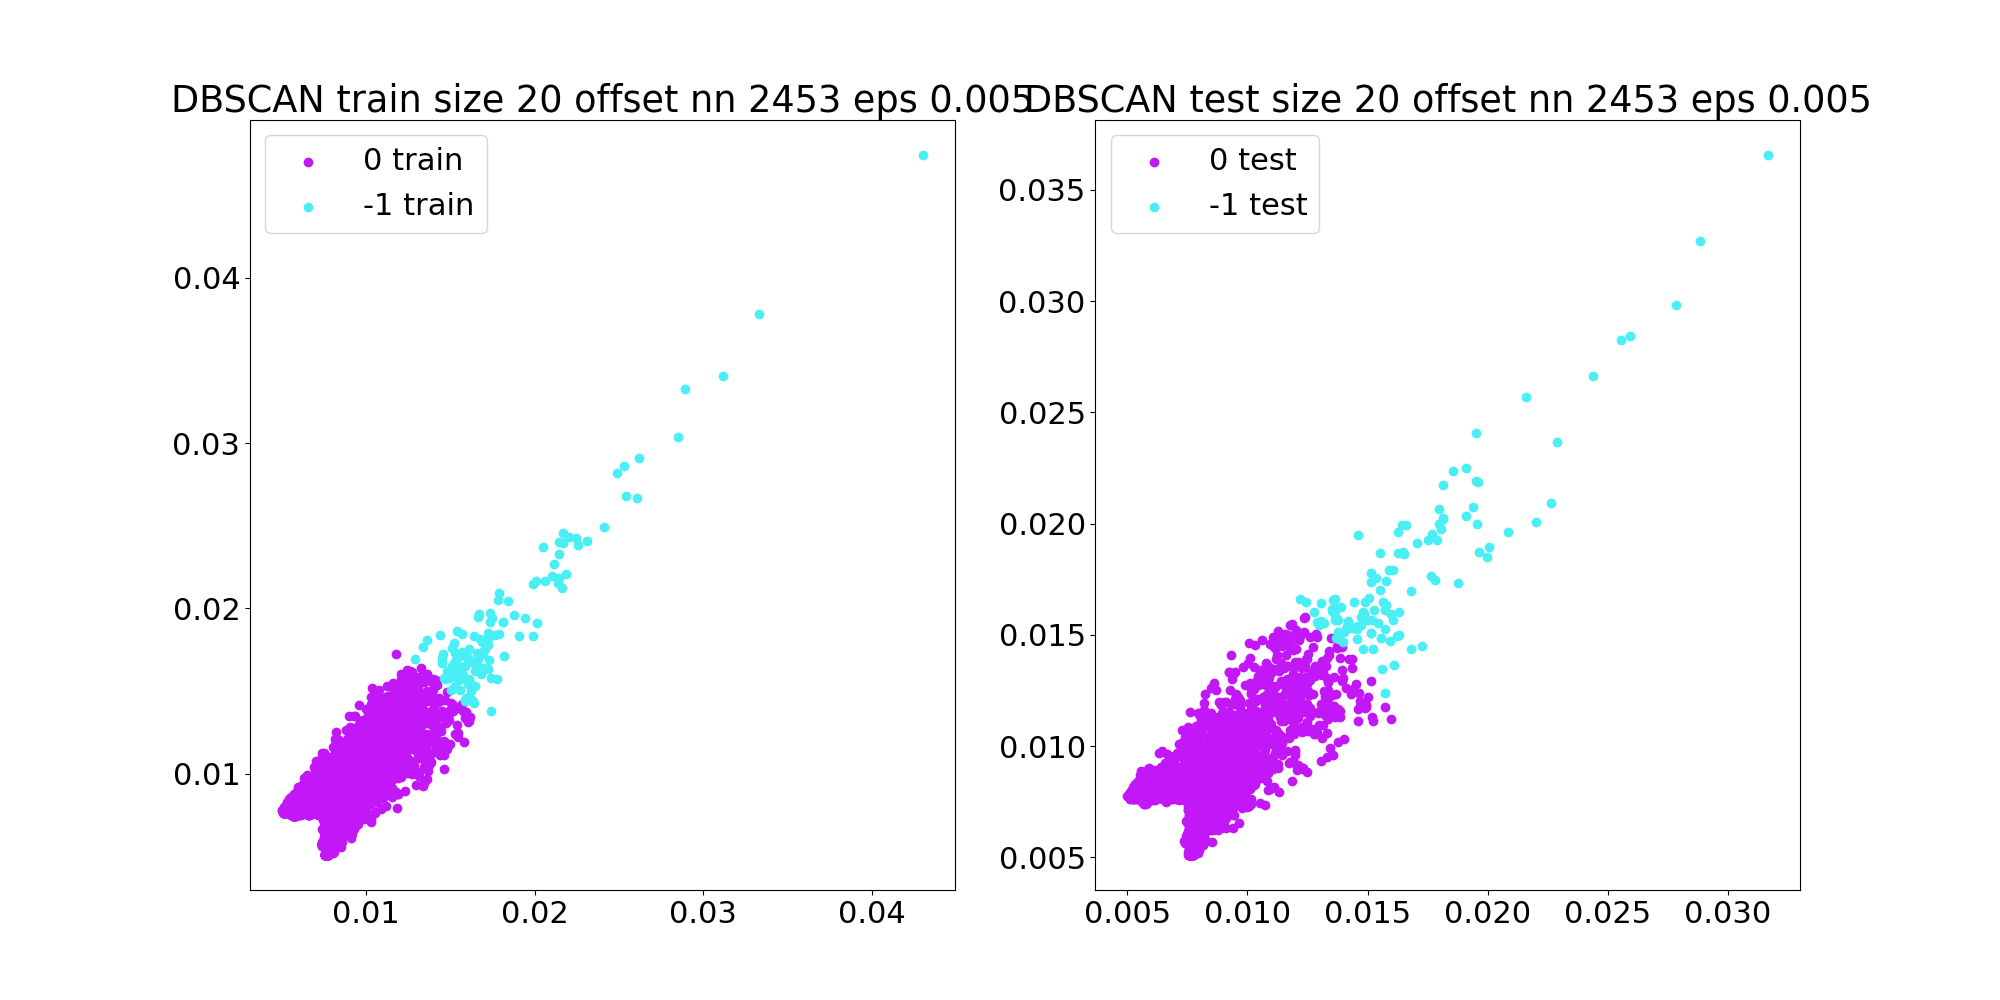 DBSCAN train size 20 offset nn 2453 eps 0.005
0 train
-1 train
0.04
0.03
0.02
0.01
0.01 0.02 0.03 0.04
DBSCAN test size 20 offset nn 2453 eps 0.005
0 test
-1 test
0.035
0.030
0.025
0.020
0.015
0.010
0.005
0.005 0.010 0.015 0.020 0.025 0.030